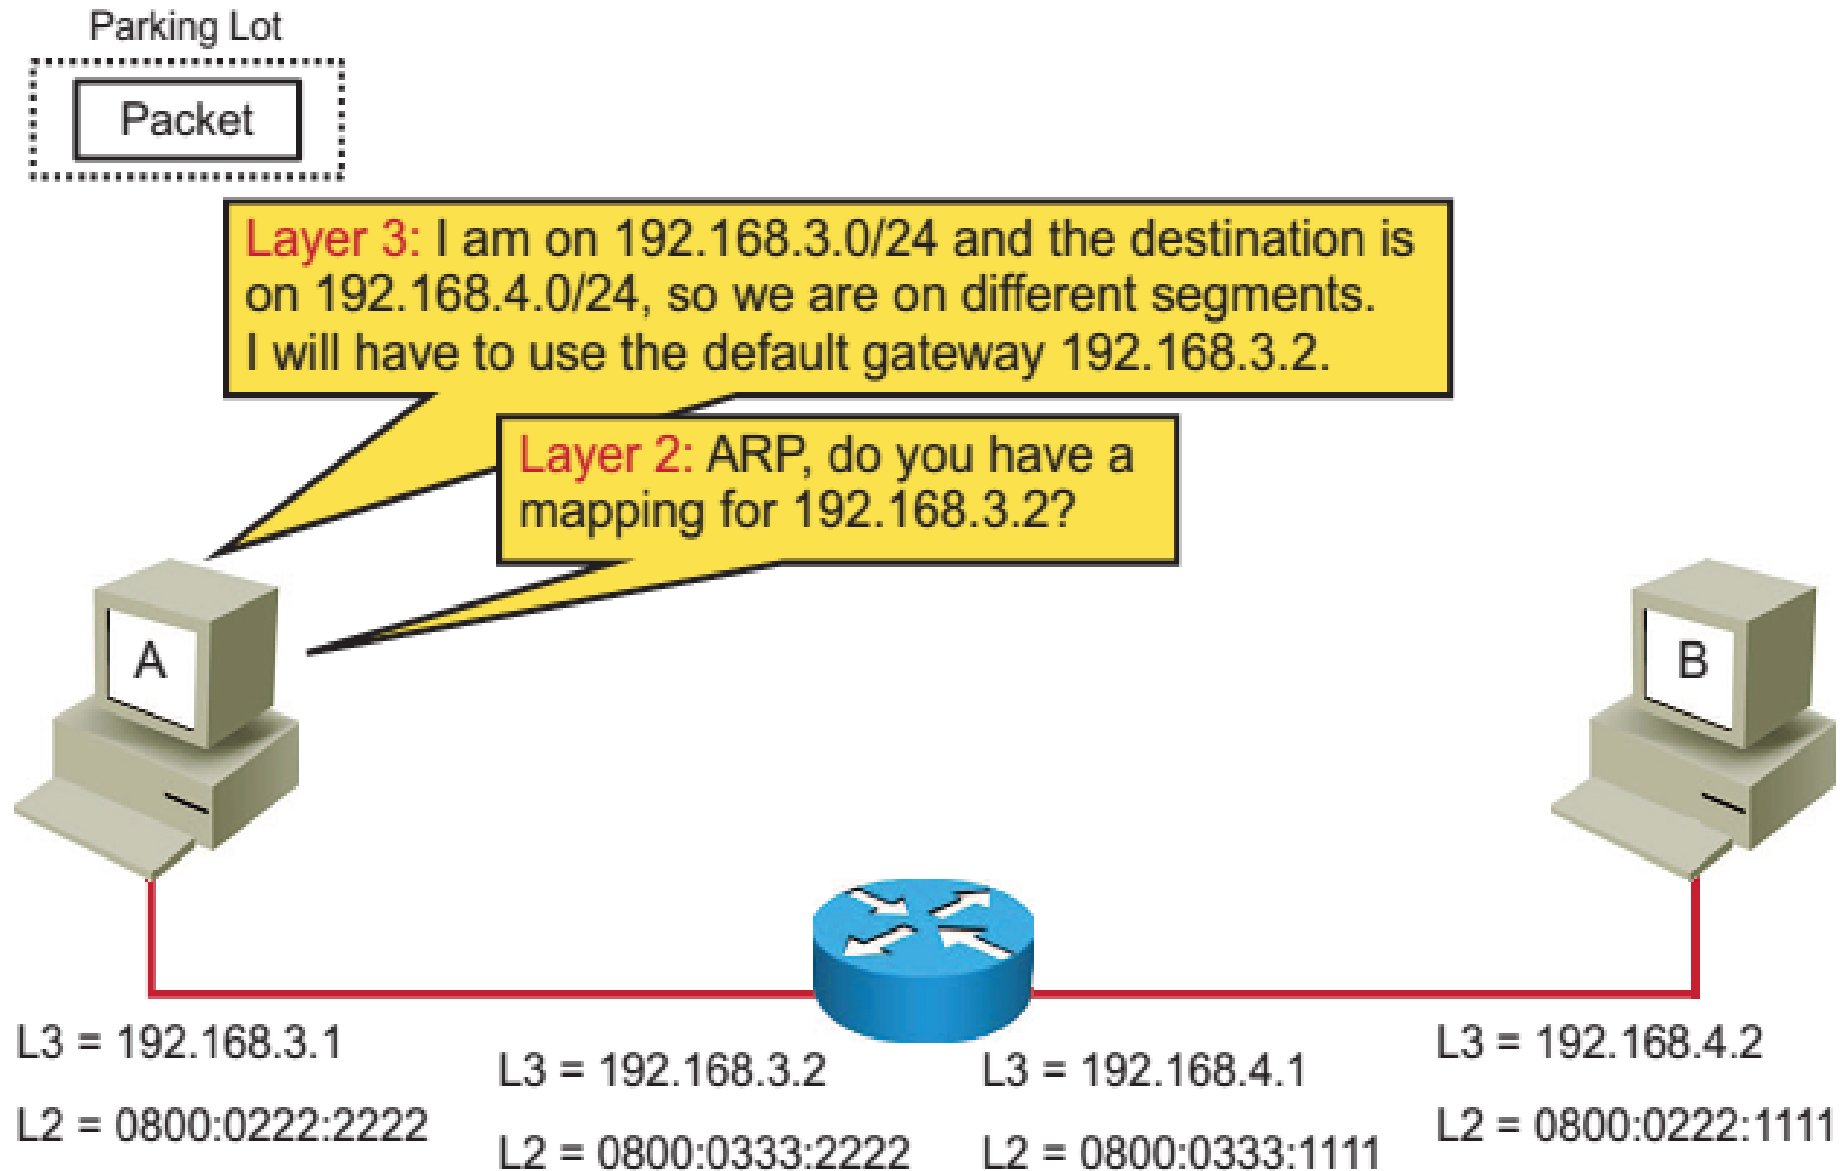 Parking Lot
Packet
Layer 3: I am on 192.168.3.0/24 and the destination is
on 192.168.4.0/24, so we are on different segments.
I will have to use the default gateway 192.168.3.2.
Layer 2: ARP, do you have a
mapping for 192.168.3.2?
A
B
L3 = 192.168.3.1
L2 = 0800:0222:2222
L3 = 192.168.3.2
L2 = 0800:0333:2222
L3 = 192.168.4.1
L2 = 0800:0333:1111
L3 = 192.168.4.2
L2 = 0800:0222:1111